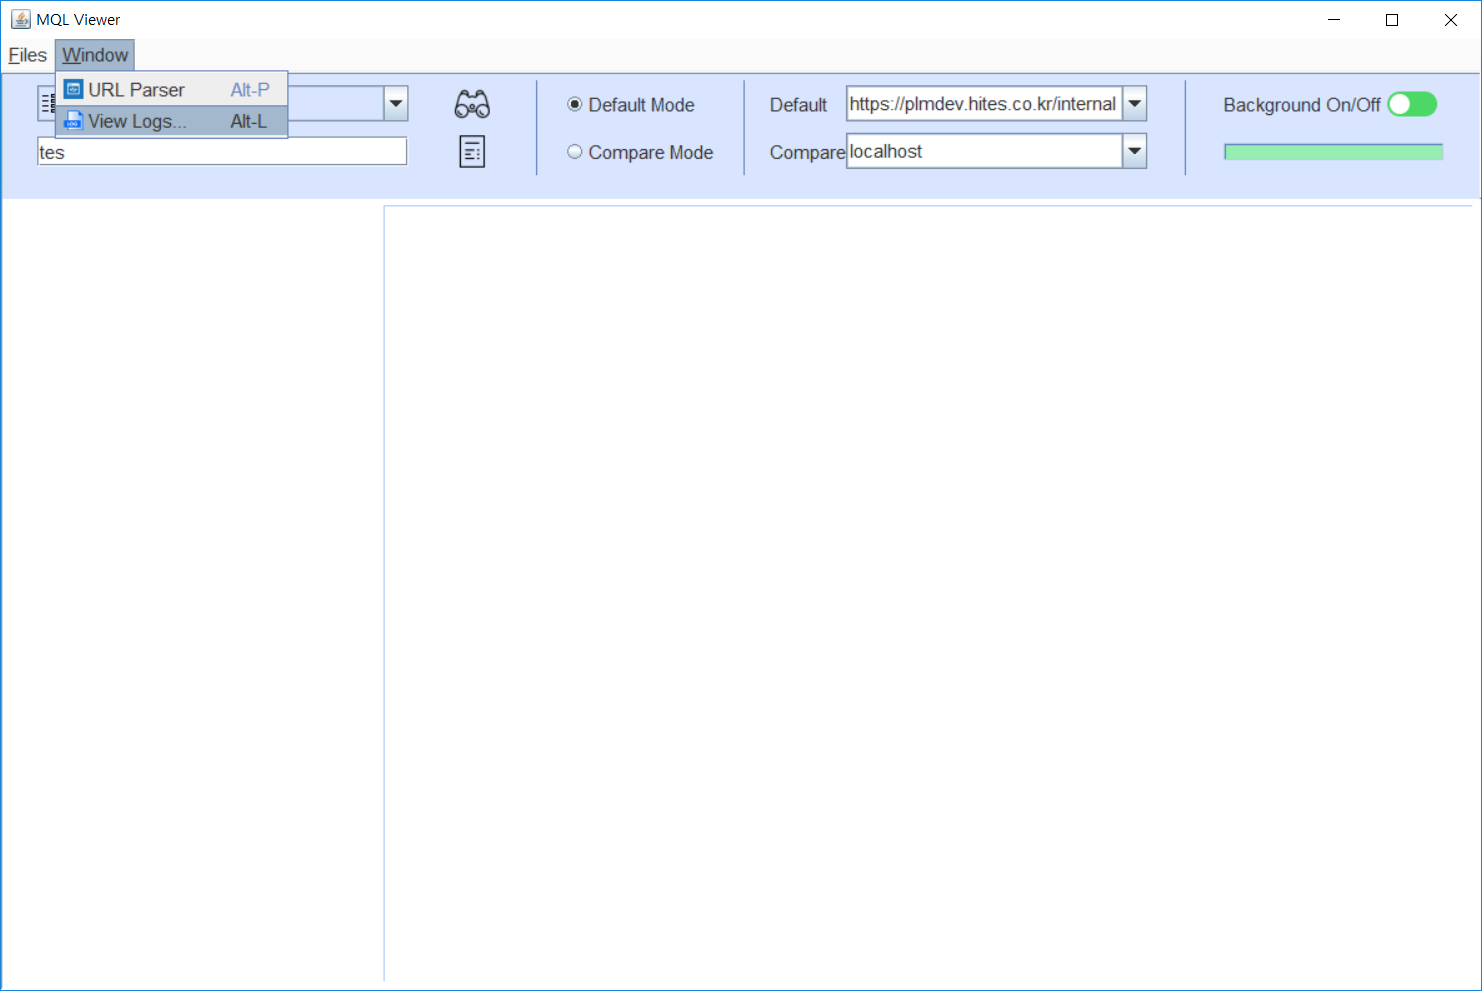 MQL Viewer
Files Window
URL Parser Alt-P
View Logs... Alt-L
tes
Default Mode
Compare Mode
Default https://plmdev.hites.co.kr/internal
Compare localhost
Background On/Off